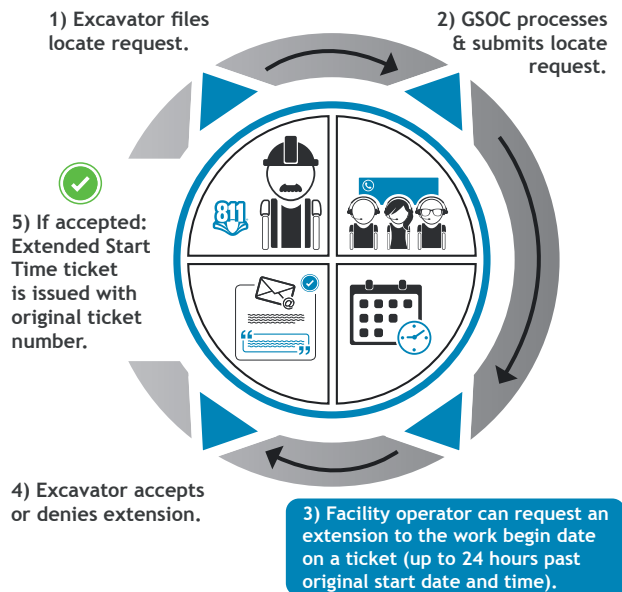 1) Excavator files
locate request.
2) GSOC processes
& submits locate
request.
811
5) If accepted:
Extended Start
Time ticket
is issued with
original ticket
number.
@
4) Excavator accepts
or denies extension.
3) Facility operator can request an
extension to the work begin date
on a ticket (up to 24 hours past
original start date and time).